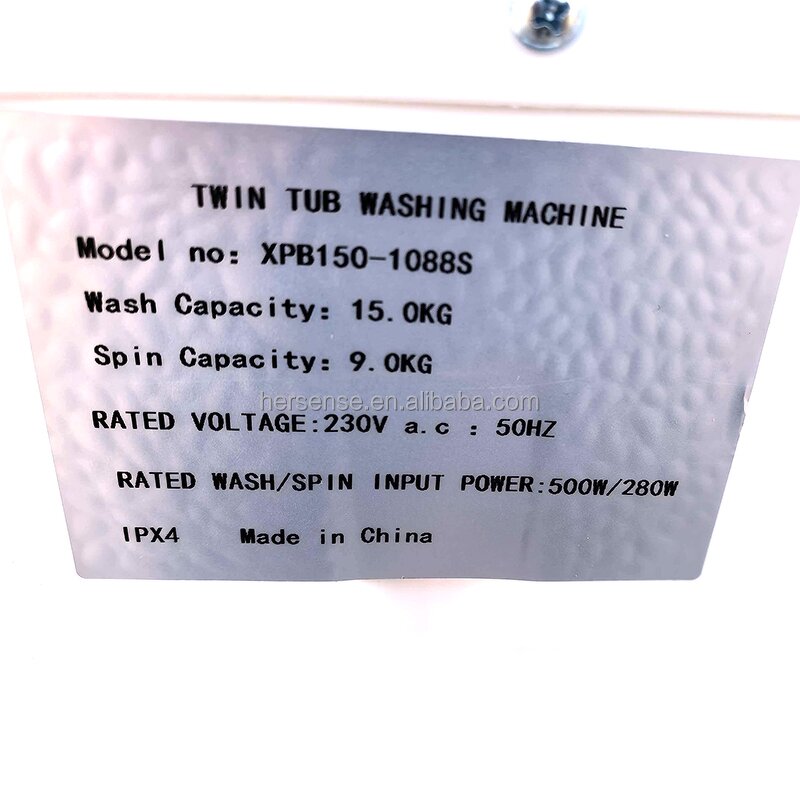 TWIN TUB WASHING MACHINE
Model no: XPB150-1088S
Wash Capacity: 15.0KG
Spin Capacity: 9.0KG
hersense.en.alibaba.com
RATED VOLTAGE:230V a.c : 50HZ
RATED WASH/SPIN INPUT POWER:500W/280W
IPX4 Made in China